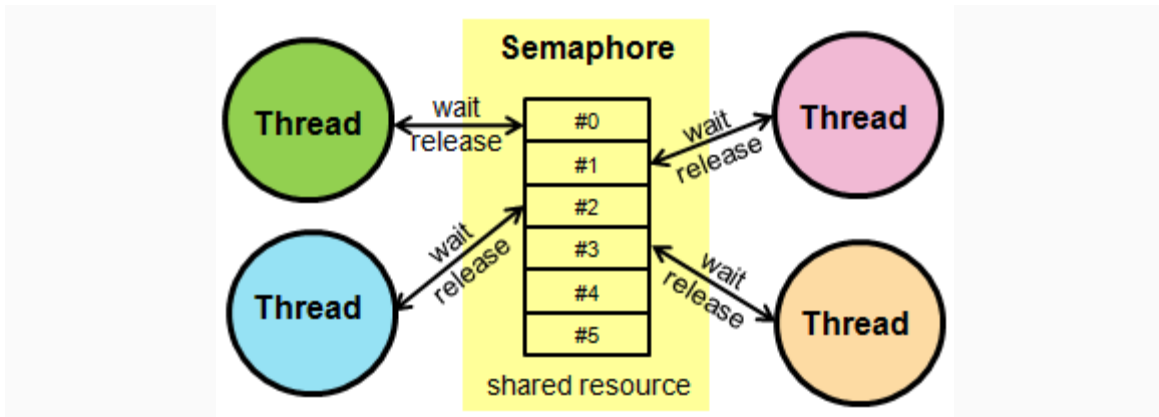 Semaphore
Thread
wait
release
#0
#1
#2
#3
#4
#5
wait
release
Thread
Thread
wait
release
wait
release
Thread
shared resource